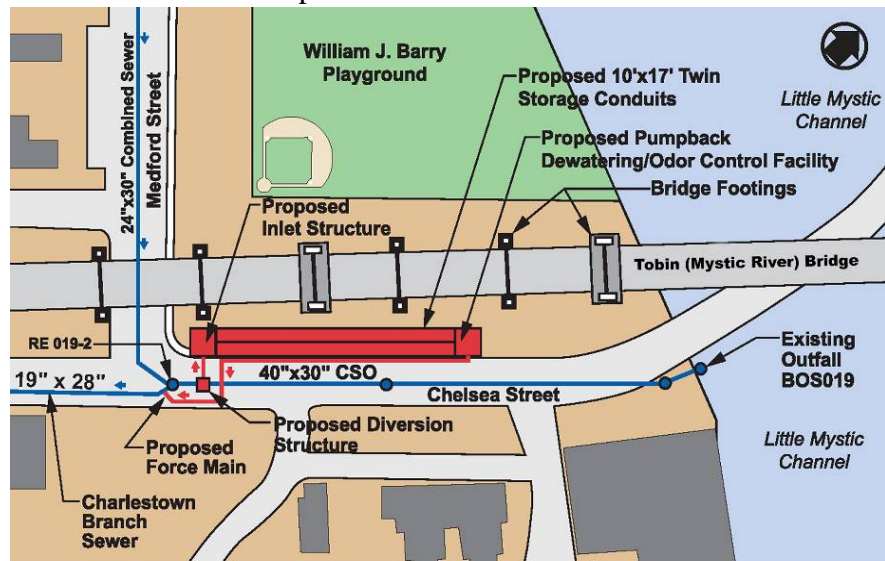 William J. Barry
Playground
Proposed 10'x17' Twin
Storage Conduits
Little Mystic
Channel
24"x30" Combined Sewer
Medford Street
Proposed Pumpback
Dewatering/Odor Control Facility
Bridge Footings
Proposed
Inlet Structure
Tobin (Mystic River) Bridge
RE 019-2
Existing
Outfall
BOS019
19" x 28"
40"x30" CSO
Chelsea Street
Proposed Diversion
Structure
Proposed
Force Main
Little Mystic
Channel
Charlestown
Branch
Sewer